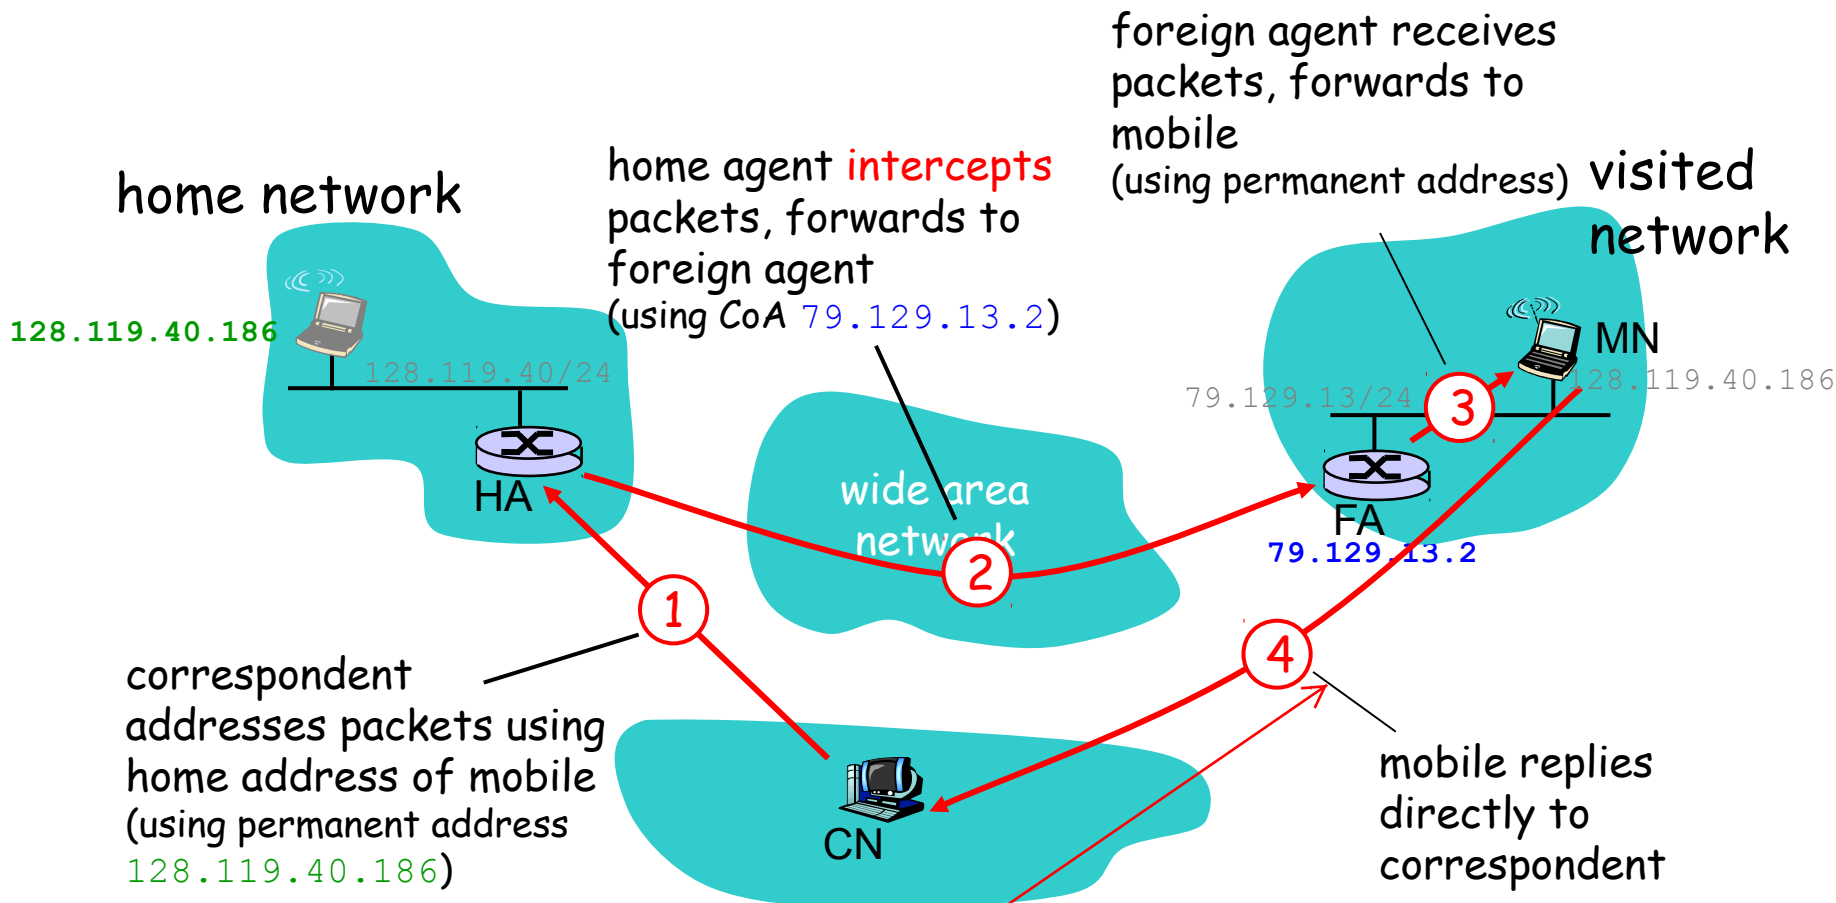 foreign agent receives
packets, forwards to
mobile
(using permanent address)
visited
network
home agent intercepts
packets, forwards to
foreign agent
(using CoA 79.129.13.2)
home network
128.119.40.186
128.119.40/24
HA
wide area
network
MN
128.119.40.186
79.129.13/24
3
FA
79.129.13.2
2
1
4
correspondent
addresses packets using
home address of mobile
(using permanent address
128.119.40.186)
CN
mobile replies
directly to
correspondent